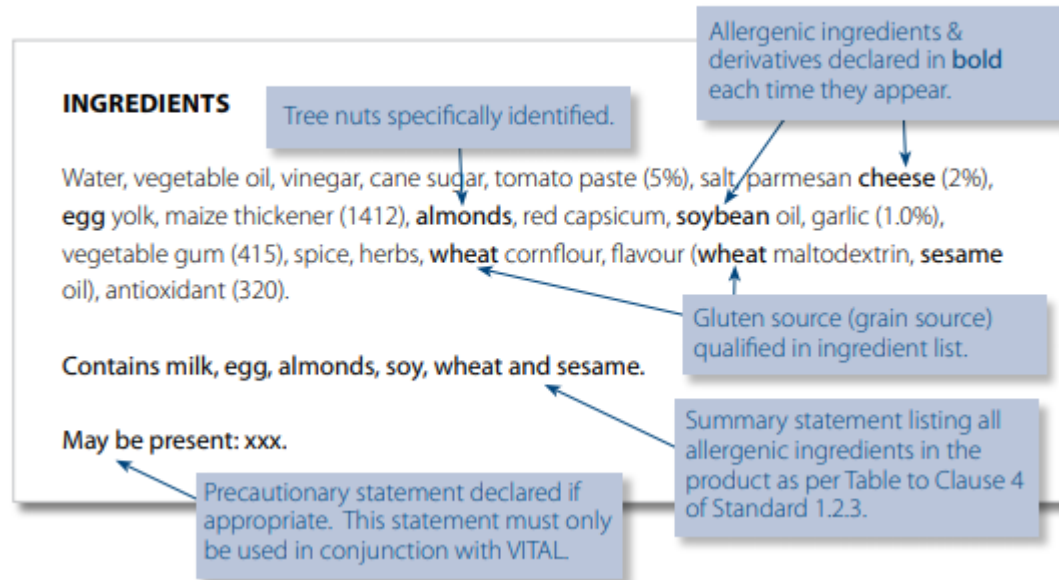 Allergenic ingredients &
derivatives declared in bold
each time they appear.
INGREDIENTS
Tree nuts specifically identified.
Water, vegetable oil, vinegar, cane sugar, tomato paste (5%), salt, parmesan cheese (2%),
egg yolk, maize thickener (1412), almonds, red capsicum, soybean oil, garlic (1.0%),
vegetable gum (415), spice, herbs, wheat cornflour, flavour (wheat maltodextrin, sesame
oil), antioxidant (320).
Gluten source (grain source)
qualified in ingredient list.
Contains milk, egg, almonds, soy, wheat and sesame.
Summary statement listing all
allergenic ingredients in the
product as per Table to Clause 4
of Standard 1.2.3.
May be present: xxx.
Precautionary statement declared if
appropriate. This statement must only
be used in conjunction with VITAL.